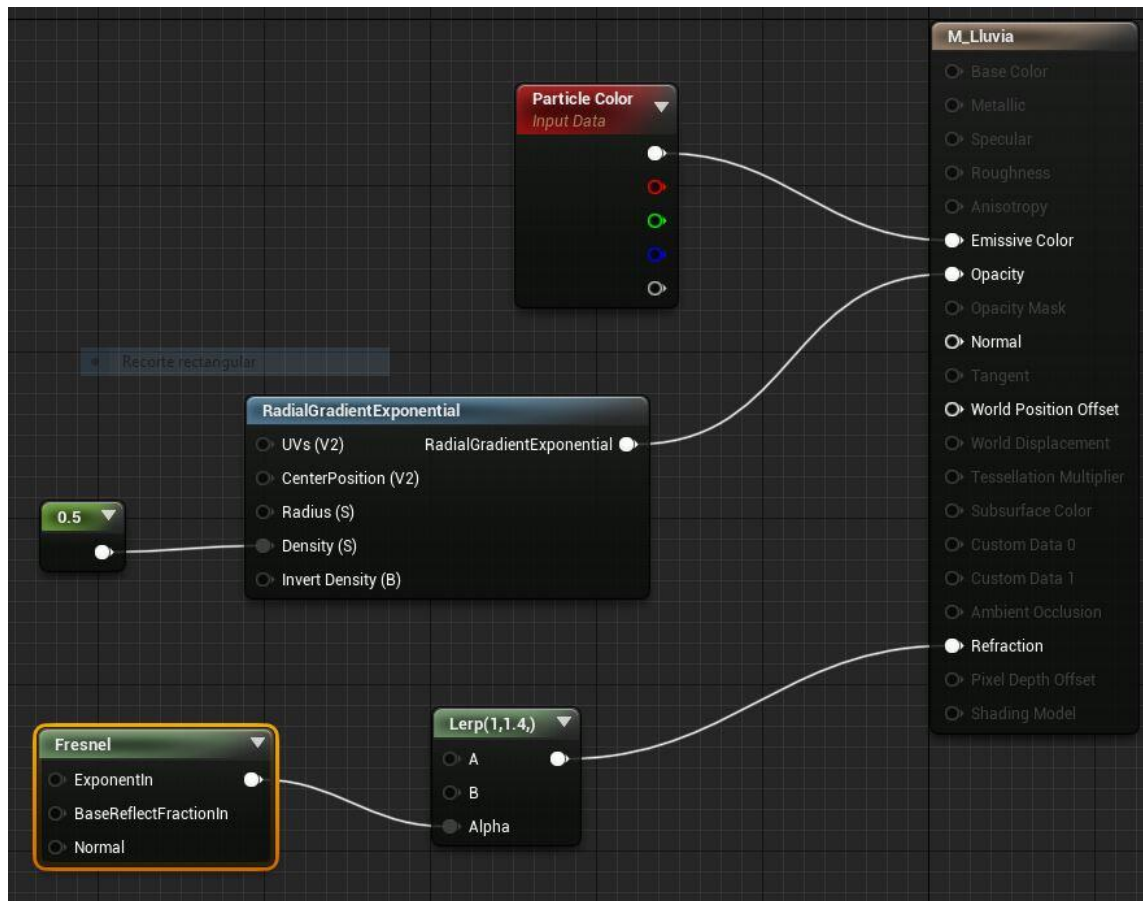 M_Lluvia
Base Color
Metallic
Specular
Roughness
Anisotropy
Emissive Color
Opacity
Opacity Mask
Normal
Tangent
World Position Offset
World Displacement
Tessellation Multiplier
Subsurface Color
Custom Data 0
Custom Data 1
Ambient Occlusion
Refraction
Pixel Depth Offset
Shading Model
Particle Color
Input Data
Recorte rectangular
RadialGradientExponential
UVs (V2) RadialGradientExponential
CenterPosition (V2)
Radius (S)
Density (S)
Invert Density (B)
0.5
Fresnel
ExponentIn
BaseReflectFractionIn
Normal
Lerp(1,1.4,)
A
B
Alpha